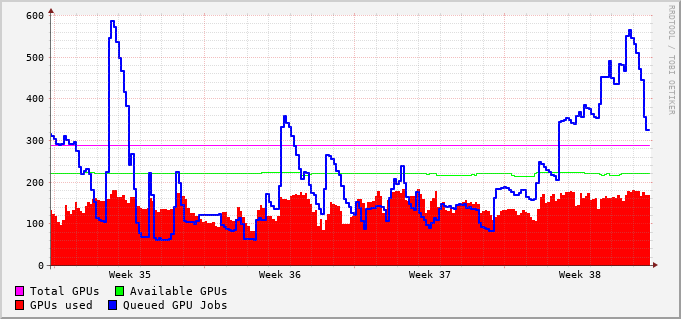 600
500
400
300
200
100
0
Week 35 Week 36 Week 37 Week 38
Total GPUs Available GPUs
GPUs used Queued GPU Jobs
RRDTOOL / TOBI OETIKER